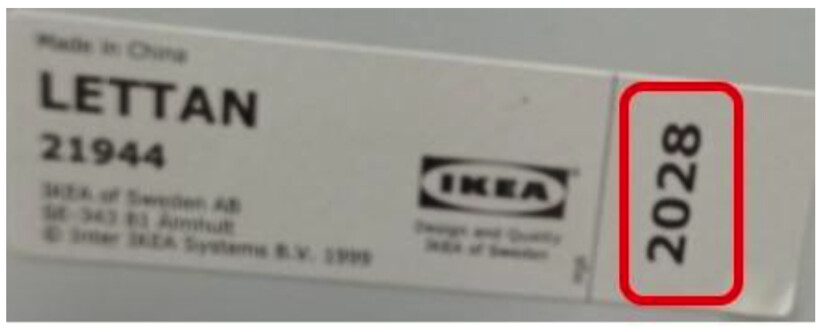 Made in China
LETTAN
21944
IKEA of Sweden AB
SE-343 81 Älmhult
© Inter IKEA Systems B.V. 1999
IKEA
Design and Quality
IKEA of Sweden
2028